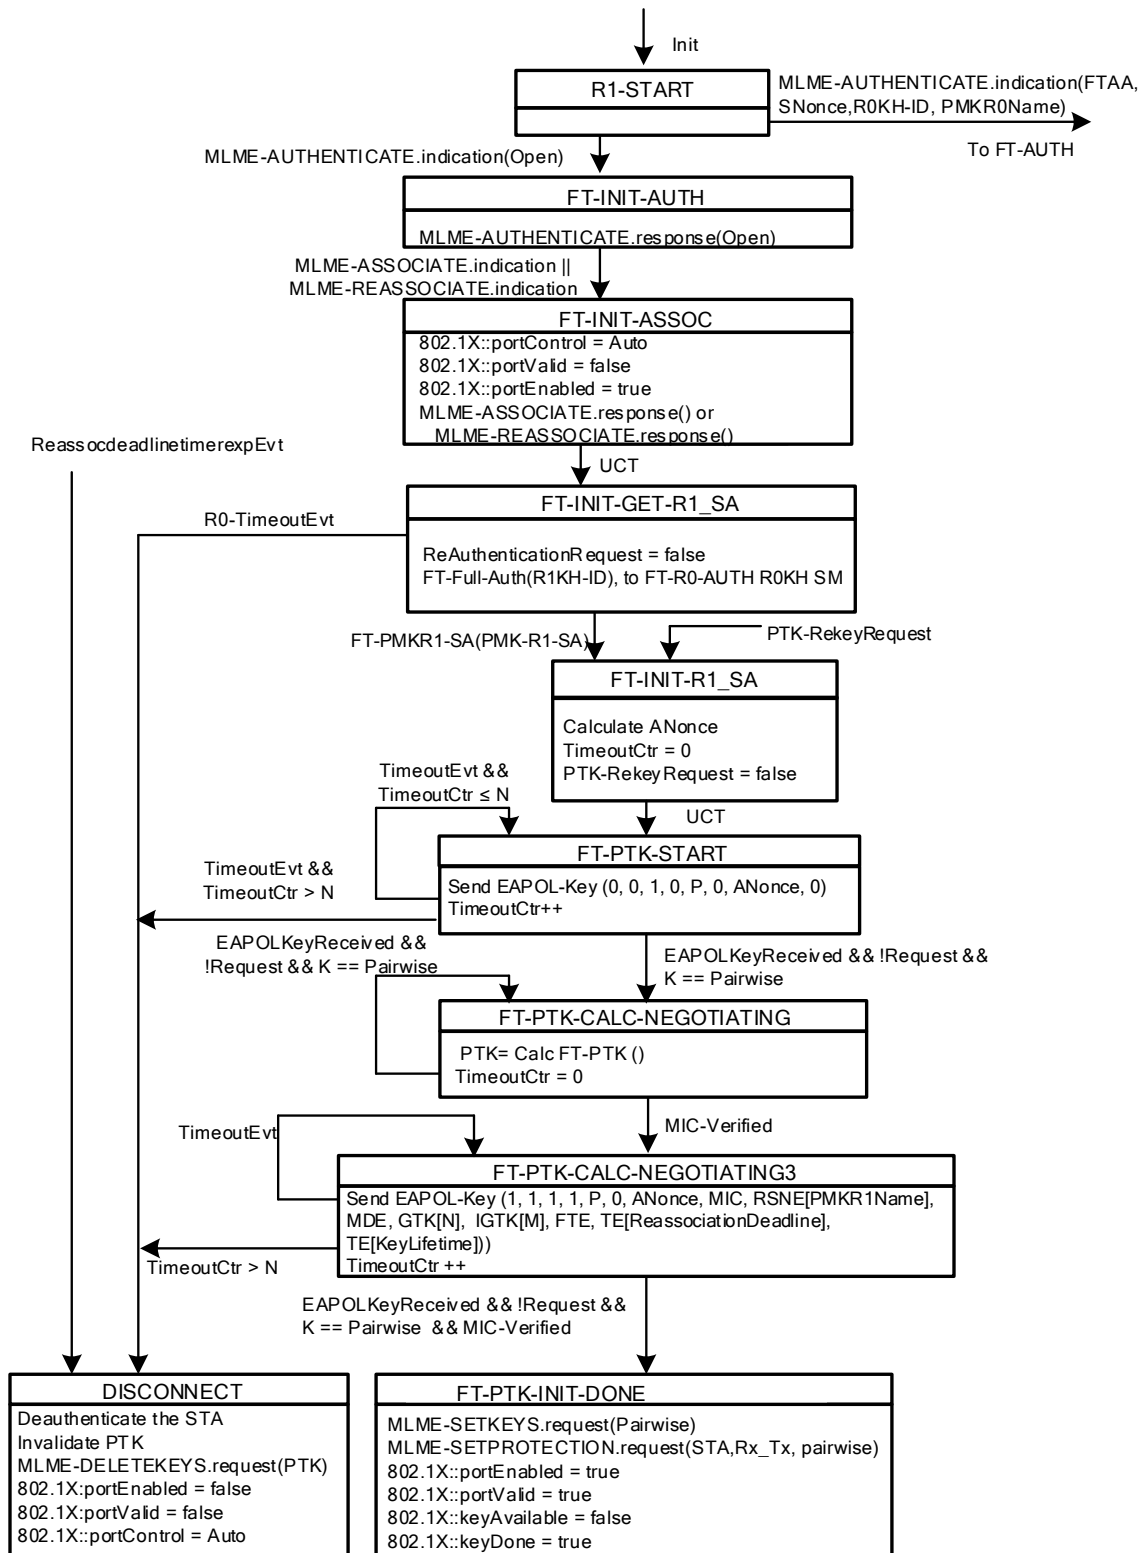 Init
R1-START
MLME-AUTHENTICATE.indication(FTAA,
SNonce,R0KH-ID, PMKR0Name)
To FT-AUTH
MLME-AUTHENTICATE.indication(Open)
FT-INIT-AUTH
MLME-AUTHENTICATE.response(Open)
MLME-ASSOCIATE.indication ||
MLME-REASSOCIATE.indication
FT-INIT-ASSOC
802.1X::portControl = Auto
802.1X::portValid = false
802.1X::portEnabled = true
MLME-ASSOCIATE.response() or
MLME-REASSOCIATE.response()
ReassocdeadlinetimerexpEvt
UCT
FT-INIT-GET-R1_SA
R0-TimeoutEvt
ReAuthenticationRequest = false
FT-Full-Auth(R1KH-ID), to FT-R0-AUTH R0KH SM
FT-PMKR1-SA(PMK-R1-SA)
PTK-RekeyRequest
FT-INIT-R1_SA
Calculate ANonce
TimeoutCtr = 0
PTK-RekeyRequest = false
TimeoutEvt &&
TimeoutCtr ≤ N
UCT
FT-PTK-START
TimeoutEvt &&
TimeoutCtr > N
Send EAPOL-Key (0, 0, 1, 0, P, 0, ANonce, 0)
TimeoutCtr++
EAPOLKeyReceived &&
!Request && K == Pairwise
EAPOLKeyReceived && !Request &&
K == Pairwise
FT-PTK-CALC-NEGOTIATING
PTK= Calc FT-PTK ()
TimeoutCtr = 0
TimeoutEvt
MIC-Verified
FT-PTK-CALC-NEGOTIATING3
Send EAPOL-Key (1, 1, 1, 1, P, 0, ANonce, MIC, RSNE[PMKR1Name],
MDE, GTK[N], IGTK[M], FTE, TE[ReassociationDeadline],
TE[KeyLifetime]))
TimeoutCtr ++
TimeoutCtr > N
EAPOLKeyReceived && !Request &&
K == Pairwise && MIC-Verified
DISCONNECT
Deauthenticate the STA
Invalidate PTK
MLME-DELETEKEYS.request(PTK)
802.1X:portEnabled = false
802.1X:portValid = false
802.1X::portControl = Auto
FT-PTK-INIT-DONE
MLME-SETKEYS.request(Pairwise)
MLME-SETPROTECTION.request(STA,Rx_Tx, pairwise)
802.1X::portEnabled = true
802.1X::portValid = true
802.1X::keyAvailable = false
802.1X::keyDone = true